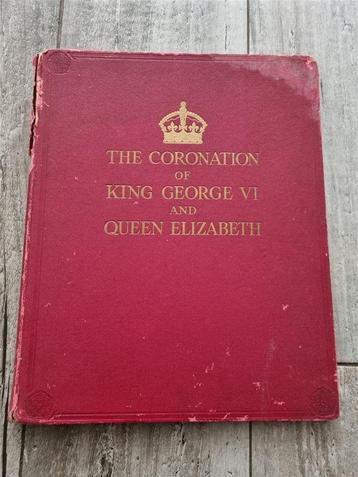 THE CORONATION
OF
KING GEORGE VI
AND
QUEEN ELIZABETH